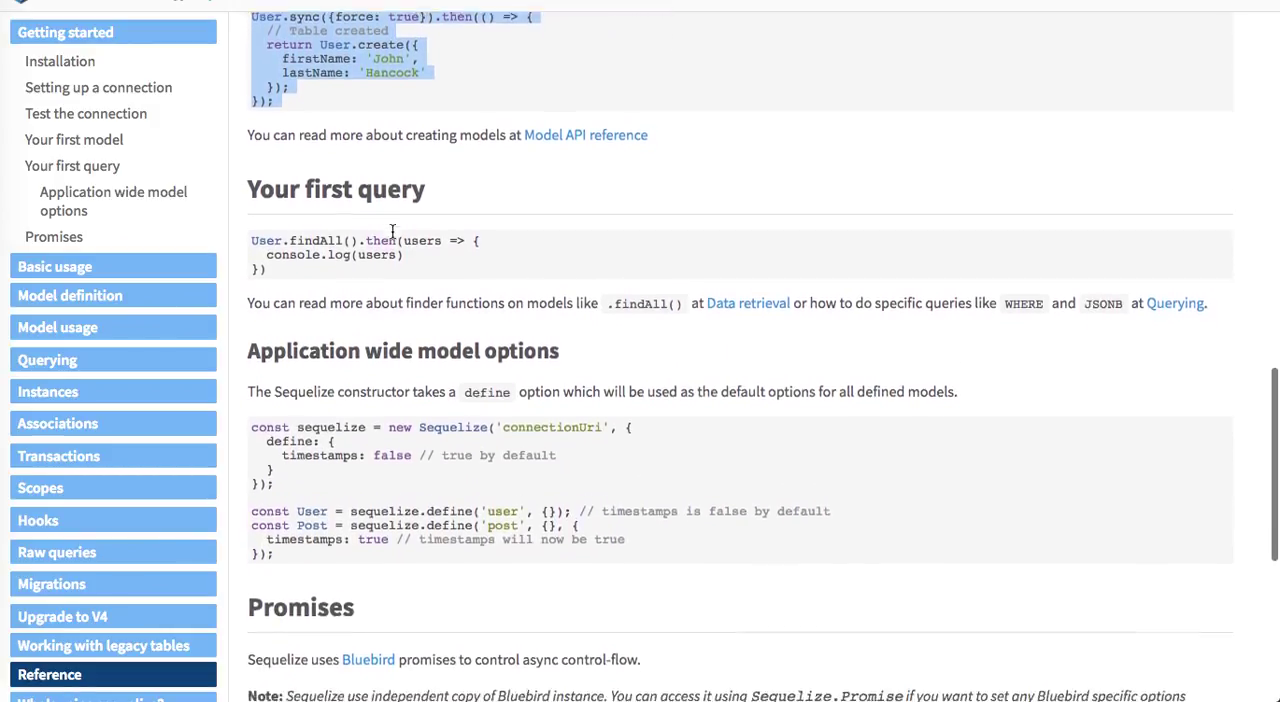 Getting started
Installation
Setting up a connection
Test the connection
Your first model
Your first query
Application wide model
options
Promises
Basic usage
Model definition
Model usage
Querying
Instances
Associations
Transactions
Scopes
Hooks
Raw queries
Migrations
Upgrade to V4
Working with legacy tables
Reference
User.sync({force: true}).then(() => {
  // Table created
  return User.create({
    firstName: 'John',
    lastName: 'Hancock'
  });
});
You can read more about creating models at Model API reference
Your first query
User.findAll().then(users => {
  console.log(users)
})
You can read more about finder functions on models like .findAll() at Data retrieval or how to do specific queries like WHERE and JSONB at Querying.
Application wide model options
The Sequelize constructor takes a define option which will be used as the default options for all defined models.
const sequelize = new Sequelize('connectionUri', {
  define: {
    timestamps: false // true by default
  }
});
const User = sequelize.define('user', {}); // timestamps is false by default
const Post = sequelize.define('post', {}, {
  timestamps: true // timestamps will now be true
});
Promises
Sequelize uses Bluebird promises to control async control-flow.
Note: Sequelize use independent copy of Bluebird instance. You can access it using Sequelize.Promise if you want to set any Bluebird specific options